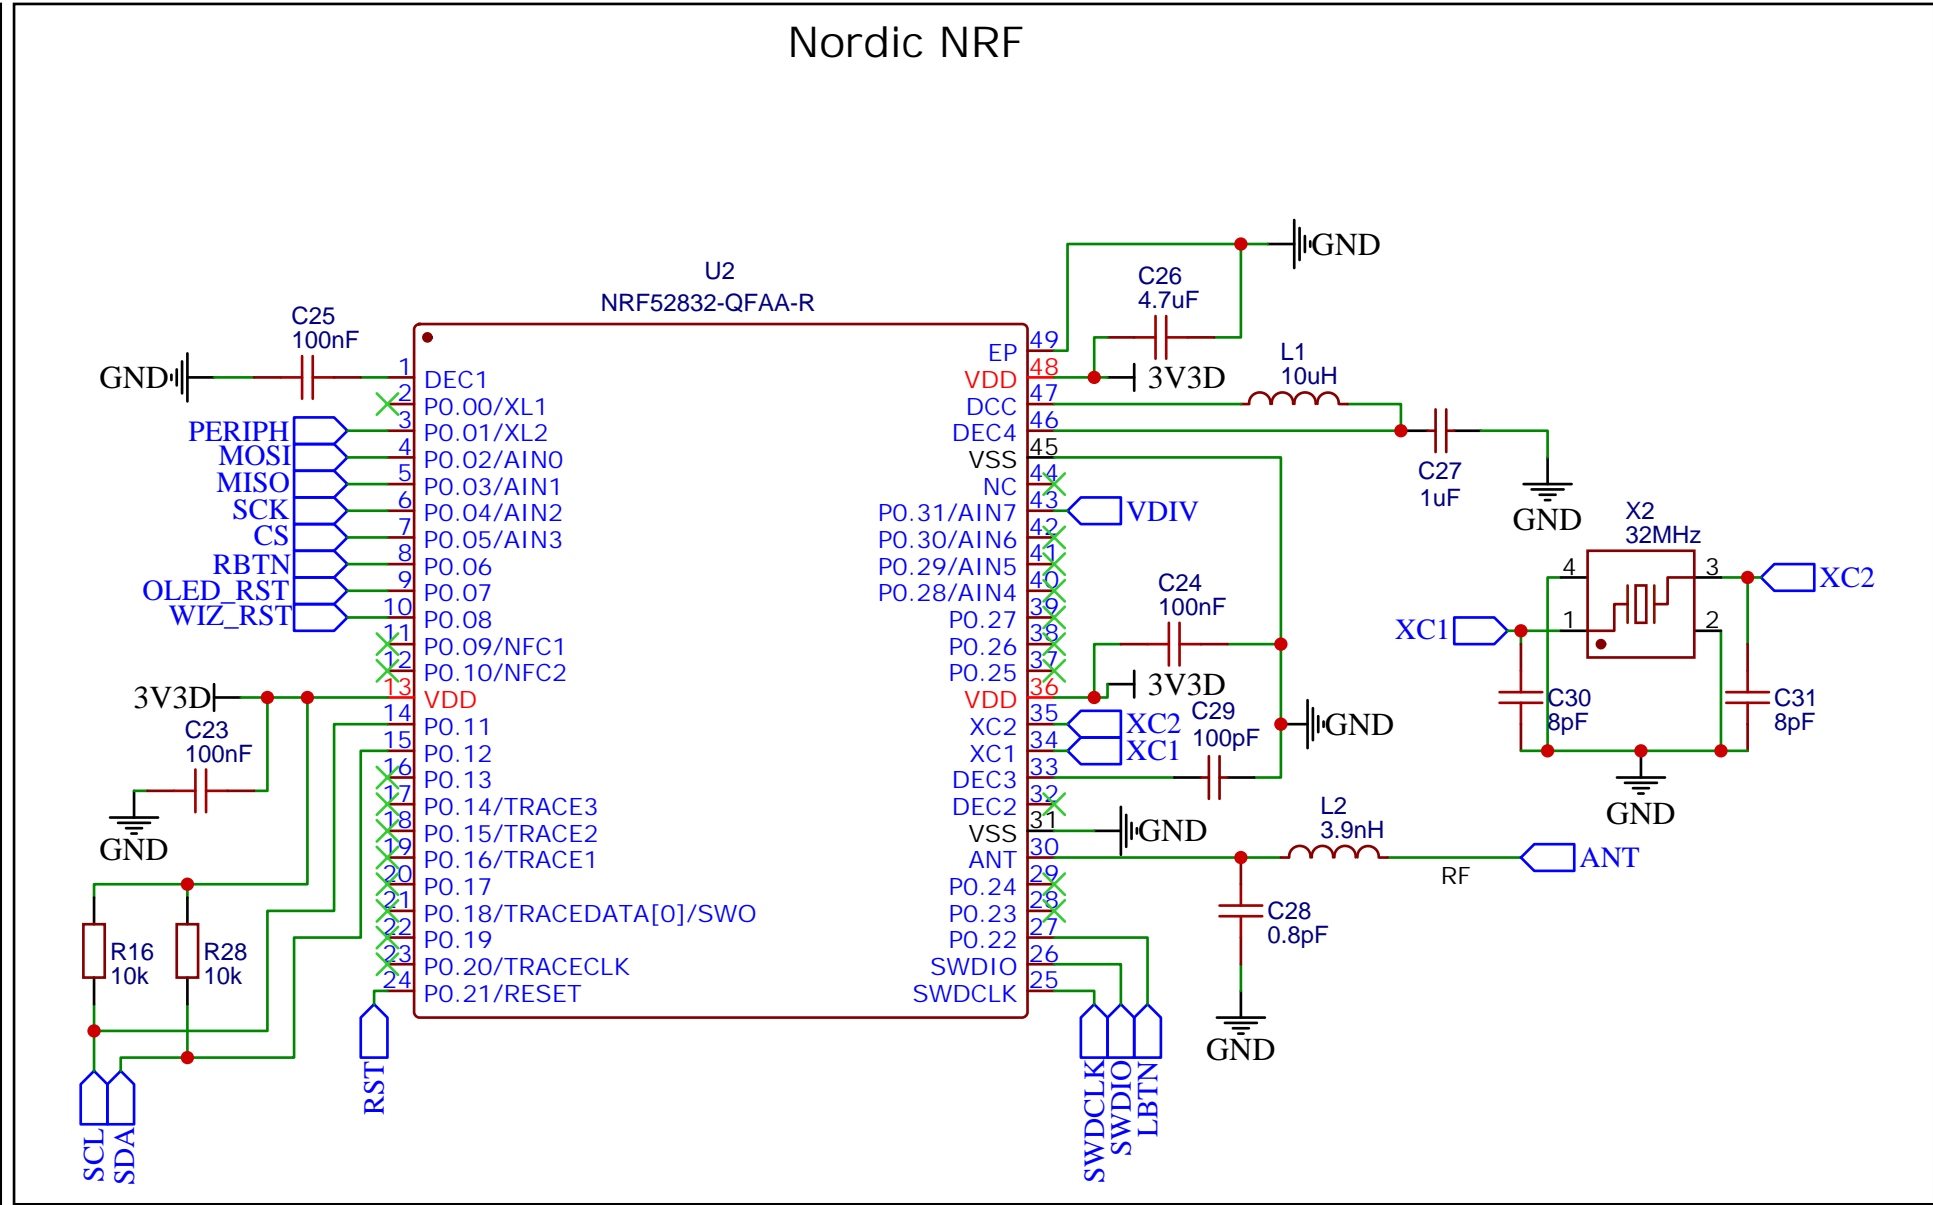 Nordic NRF
U2
NRF52832-QFAA-R
C25
100nF
GND
PERIPH
MOSI
MISO
SCK
CS
RBTN
OLED_RST
WIZ_RST
3V3D
C23
100nF
GND
R16
10k
R28
10k
SCL
SDA
RST
1 DEC1
2 P0.00/XL1
3 P0.01/XL2
4 P0.02/AIN0
5 P0.03/AIN1
6 P0.04/AIN2
7 P0.05/AIN3
8 P0.06
9 P0.07
10 P0.08
11 P0.09/NFC1
12 P0.10/NFC2
13 VDD
14 P0.11
15 P0.12
16 P0.13
17 P0.14/TRACE3
18 P0.15/TRACE2
19 P0.16/TRACE1
20 P0.17
21 P0.18/TRACEDATA[0]/SWO
22 P0.19
23 P0.20/TRACECLK
24 P0.21/RESET
EP 49
VDD 48
DCC 47
DEC4 46
VSS 45
NC 44
P0.31/AIN7 43
P0.30/AIN6 42
P0.29/AIN5 41
P0.28/AIN4 40
P0.27 39
P0.26 38
P0.25 37
VDD 36
XC2 35
XC1 34
DEC3 33
DEC2 32
VSS 31
ANT 30
P0.24 29
P0.23 28
P0.22 27
SWDIO 26
SWDCLK 25
GND
C26
4.7uF
3V3D
L1
10uH
C27
1uF
GND
VDIV
C24
100nF
3V3D
XC2
XC1
C29
100pF
GND
GND
L2
3.9nH
RF
ANT
C28
0.8pF
GND
SWDCLK
SWDIO
LBTN
X2
32MHz
4
3
1
2
XC2
XC1
C30
8pF
C31
8pF
GND